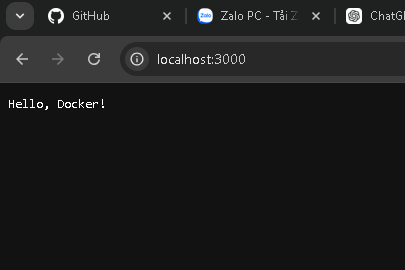 GitHub
Zalo PC - Tải Z
ChatG
localhost:3000
Hello, Docker!